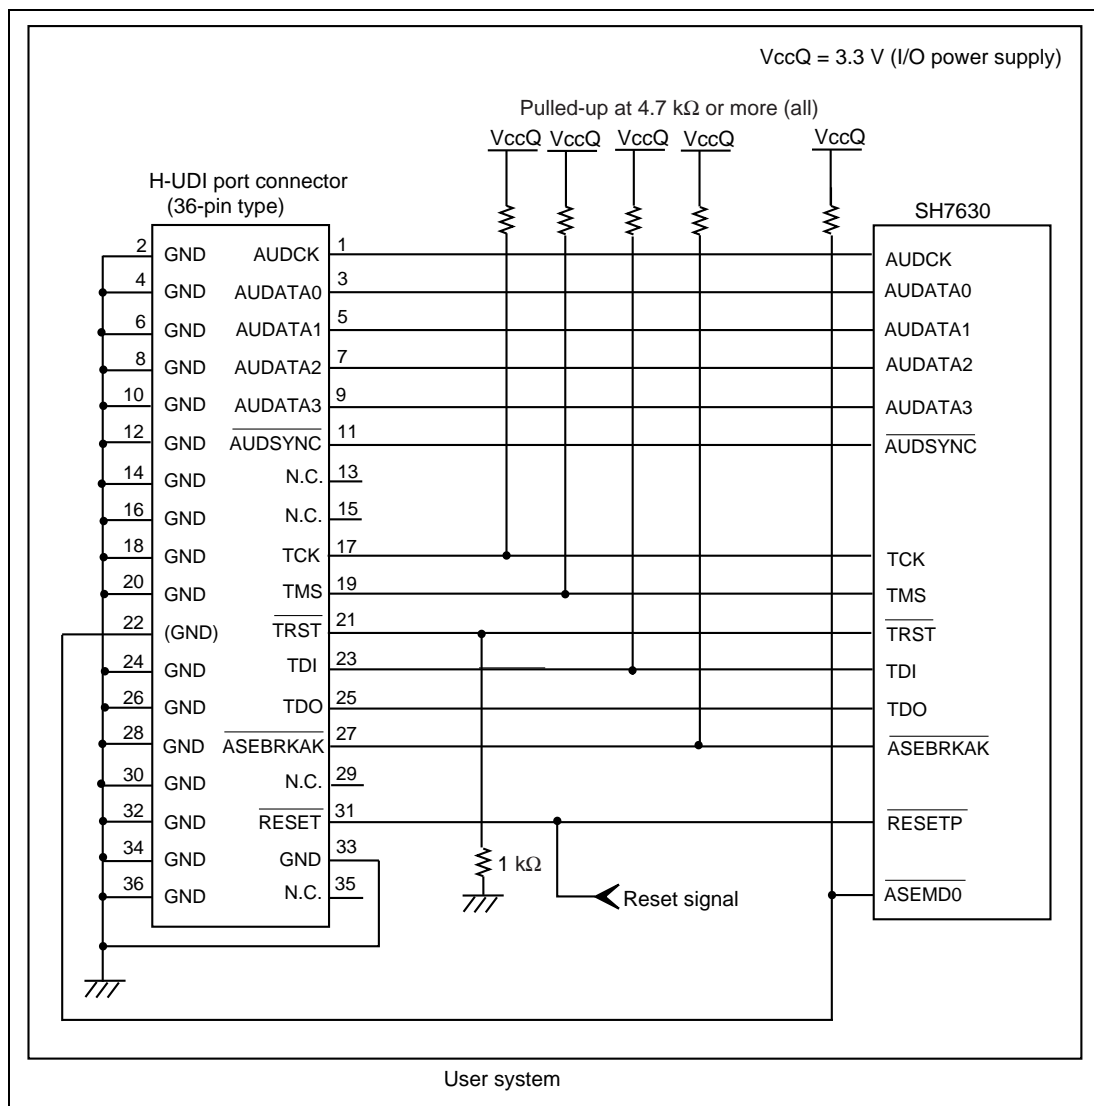 VccQ = 3.3 V (I/O power supply)
Pulled-up at 4.7 kΩ or more (all)
VccQ VccQ VccQ VccQ VccQ
H-UDI port connector
(36-pin type)
SH7630
2 GND AUDCK 1 AUDCK
4 GND AUDATA0 3 AUDATA0
6 GND AUDATA1 5 AUDATA1
8 GND AUDATA2 7 AUDATA2
10 GND AUDATA3 9 AUDATA3
12 GND AUDSYNC 11 AUDSYNC
14 GND N.C. 13
16 GND N.C. 15
18 GND TCK 17 TCK
20 GND TMS 19 TMS
22 (GND) TRST 21 TRST
24 GND TDI 23 TDI
26 GND TDO 25 TDO
28 GND ASEBRKAK 27 ASEBRKAK
30 GND N.C. 29
32 GND RESET 31 RESETP
34 GND GND 33 1 kΩ
36 GND N.C. 35 Reset signal ASEMD0
User system